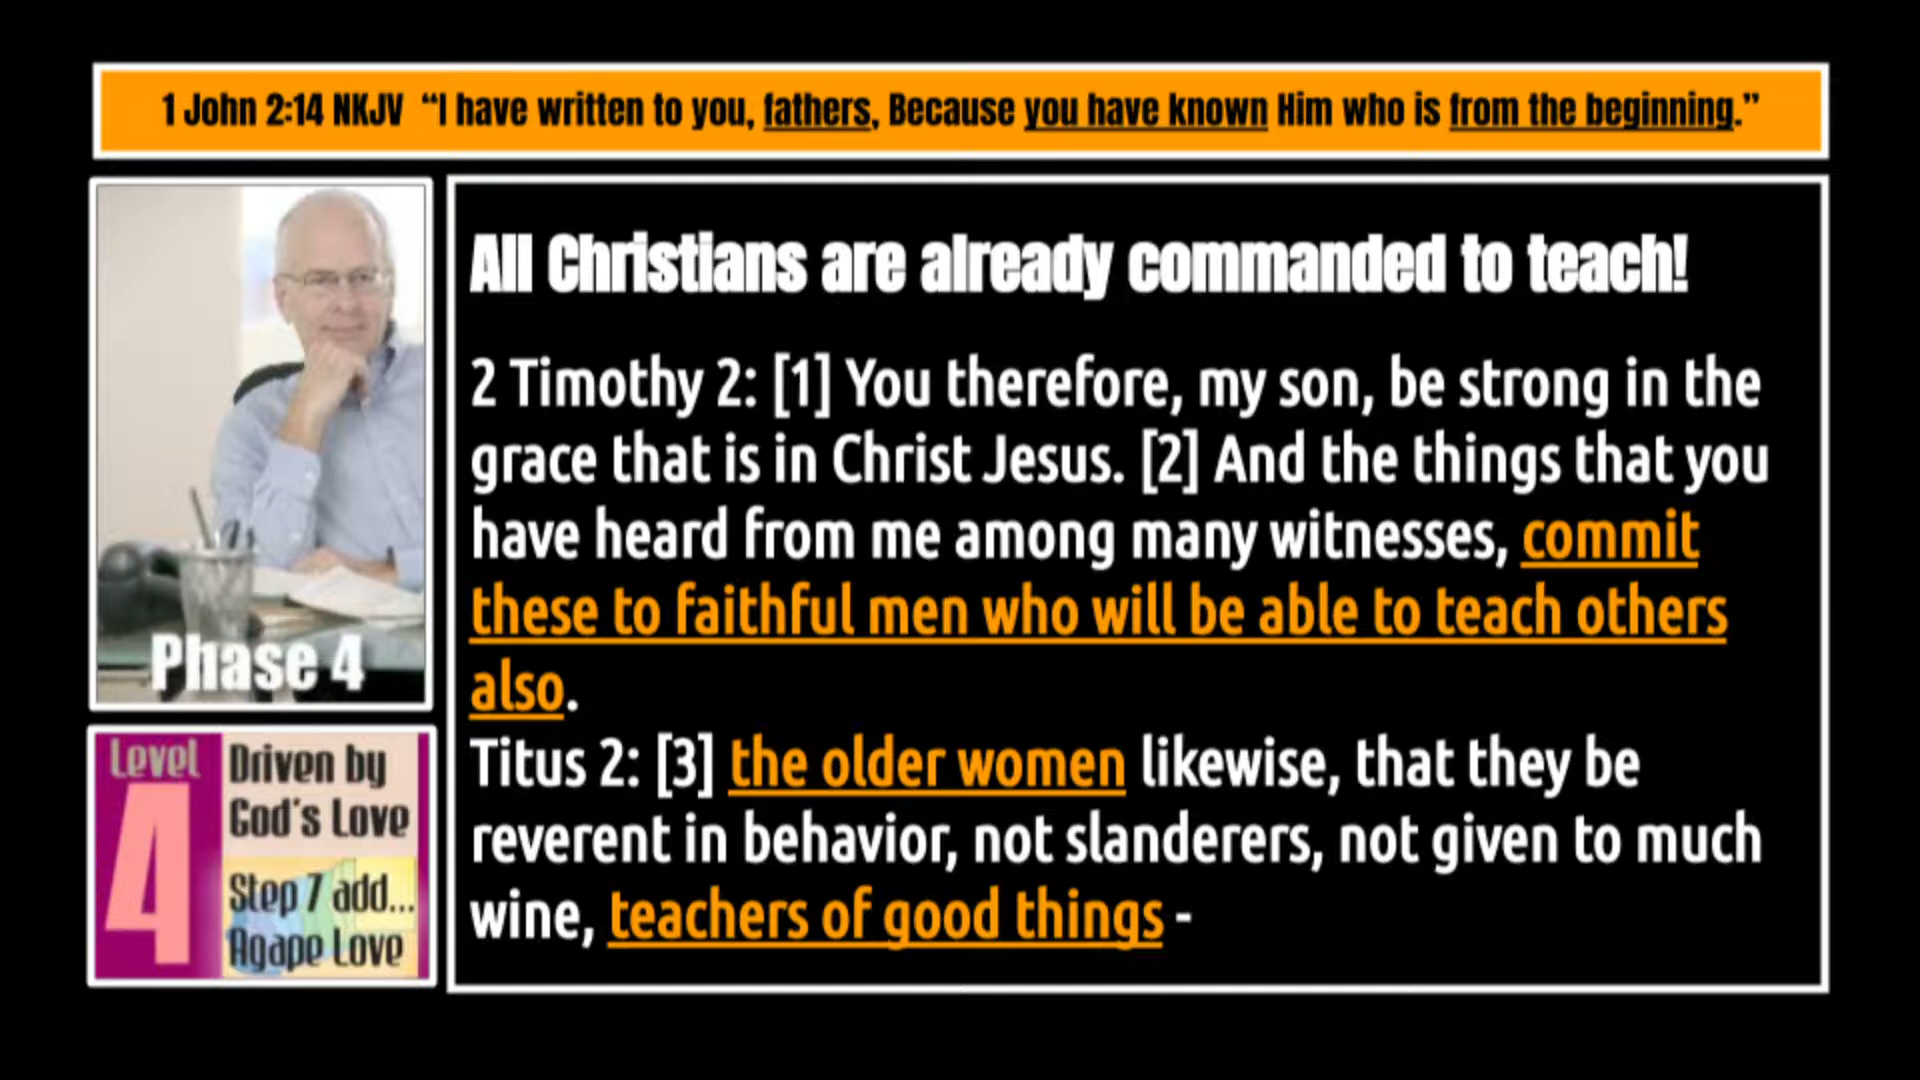 1 John 2:14 NKJV “I have written to you, fathers, Because you have known Him who is from the beginning.”
Phase 4
Level
4
Driven by
God's Love
Step 7 add...
Agape Love
All Christians are already commanded to teach!
2 Timothy 2: [1] You therefore, my son, be strong in the
grace that is in Christ Jesus. [2] And the things that you
have heard from me among many witnesses, commit
these to faithful men who will be able to teach others
also.
Titus 2: [3] the older women likewise, that they be
reverent in behavior, not slanderers, not given to much
wine, teachers of good things -